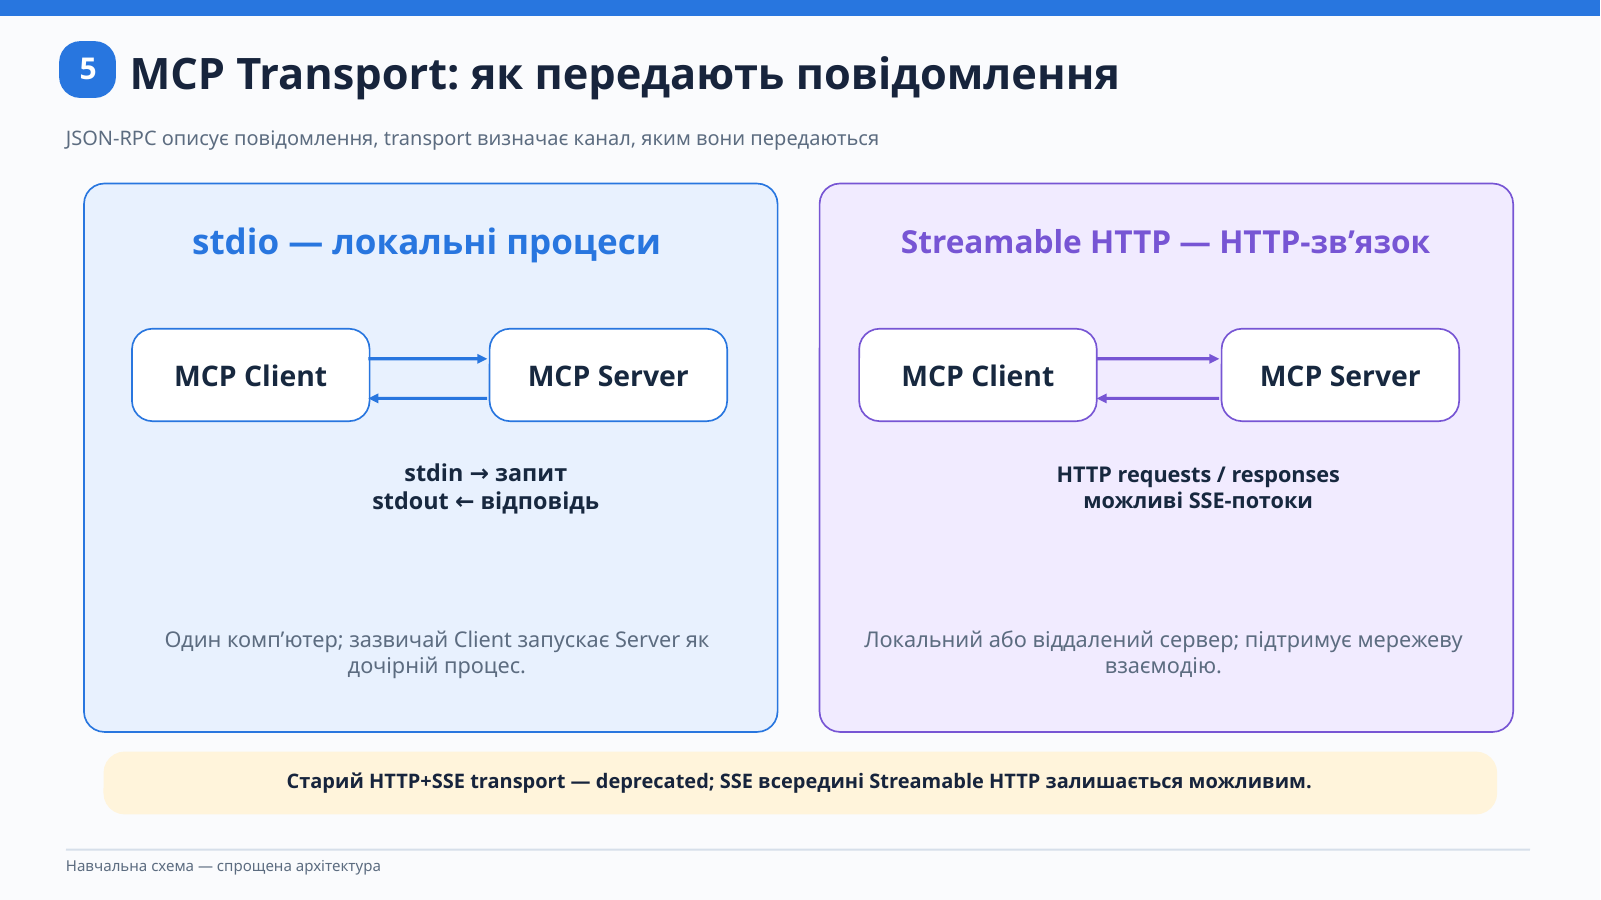 5
MCP Transport: як передають повідомлення
JSON-RPC описує повідомлення, transport визначає канал, яким вони передаються
stdio — локальні процеси
MCP Client
MCP Server
stdin → запит
stdout ← відповідь
Один комп’ютер; зазвичай Client запускає Server як
дочірній процес.
Streamable HTTP — HTTP-зв’язок
MCP Client
MCP Server
HTTP requests / responses
можливі SSE-потоки
Локальний або віддалений сервер; підтримує мережеву
взаємодію.
Старий HTTP+SSE transport — deprecated; SSE всередині Streamable HTTP залишається можливим.
Навчальна схема — спрощена архітектура